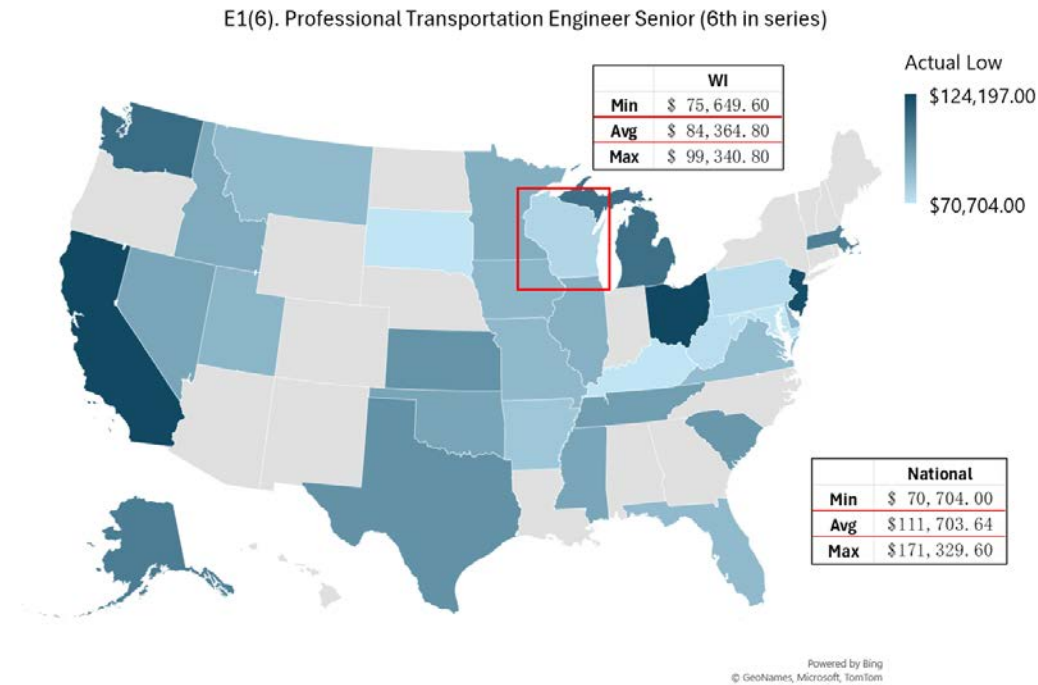 E1(6). Professional Transportation Engineer Senior (6th in series)
Actual Low
$124,197.00
$70,704.00
WI
Min $ 75,649.60
Avg $ 84,364.80
Max $ 99,340.80
National
Min $ 70,704.00
Avg $111,703.64
Max $171,329.60
Powered by Bing
© GeoNames, Microsoft, TomTom